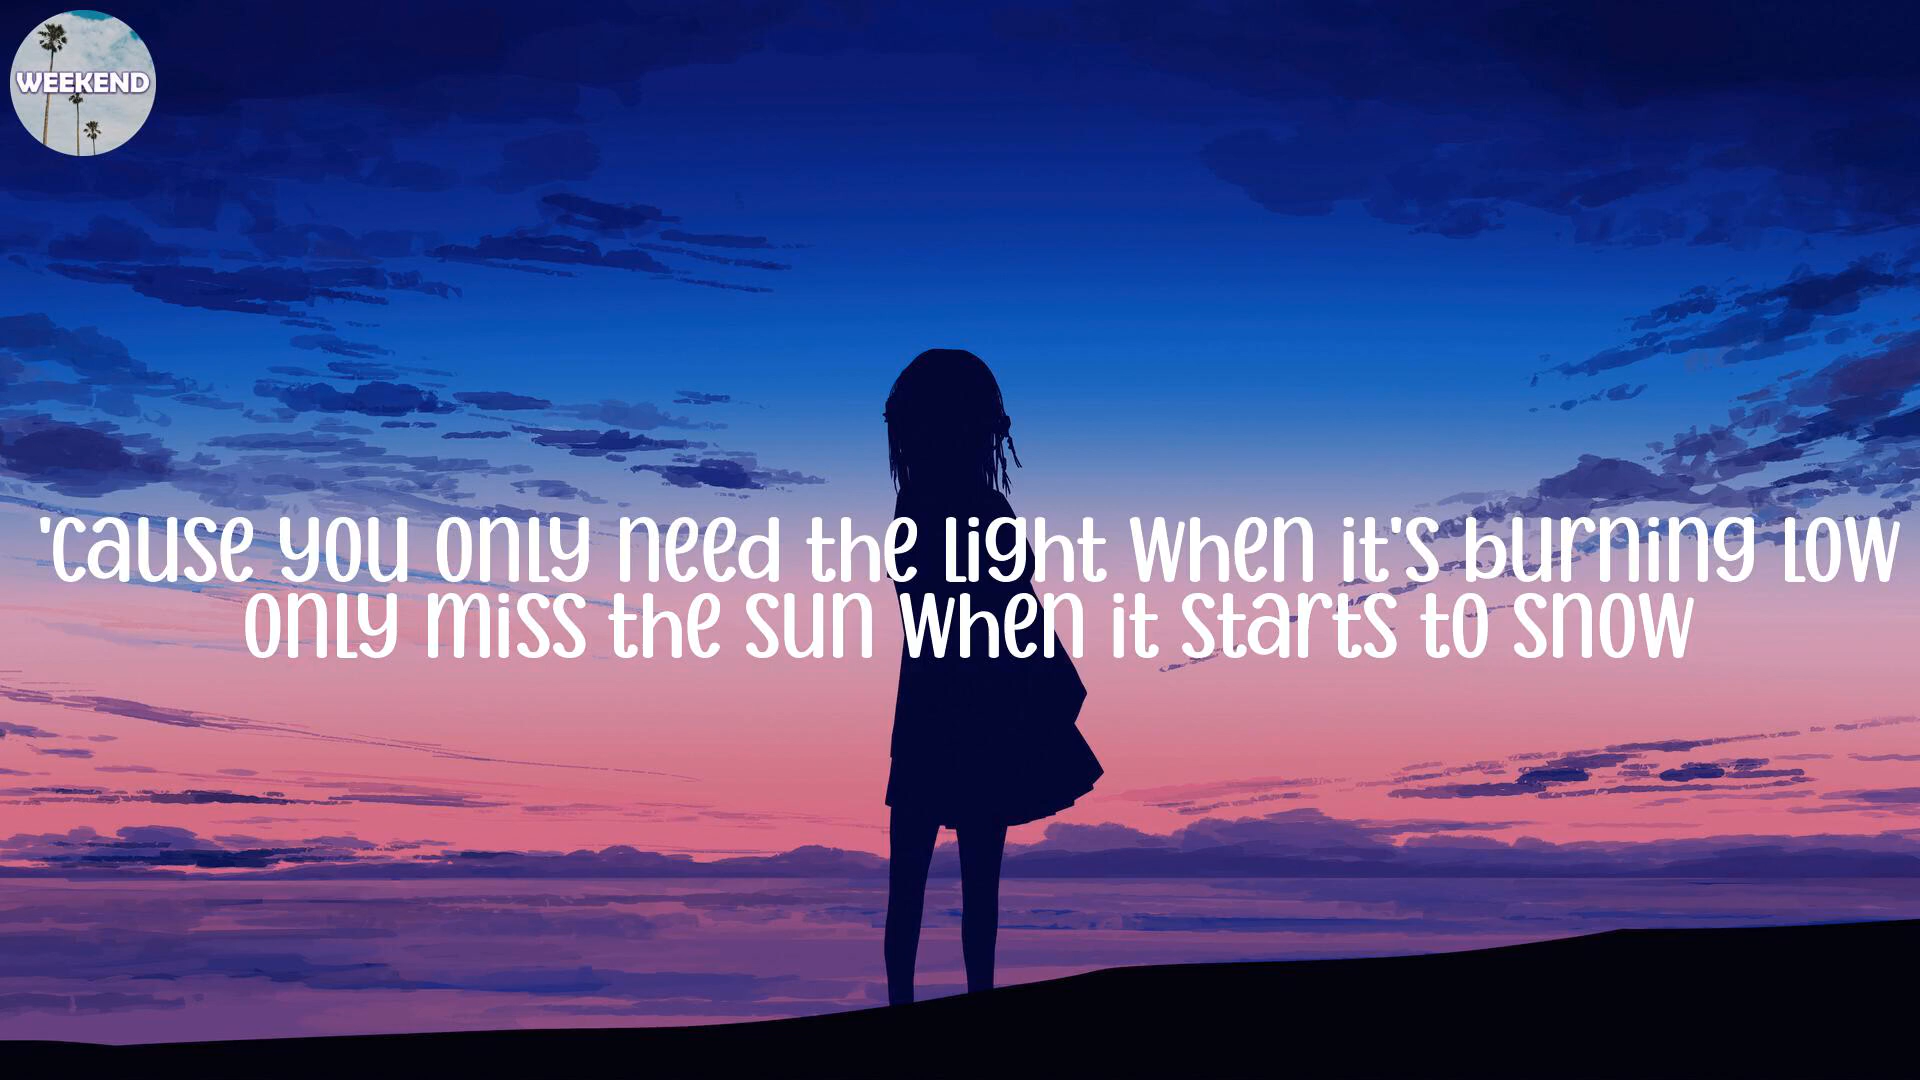 WEEKEND
'cause you only need the light when it's burning low
only miss the sun when it starts to snow